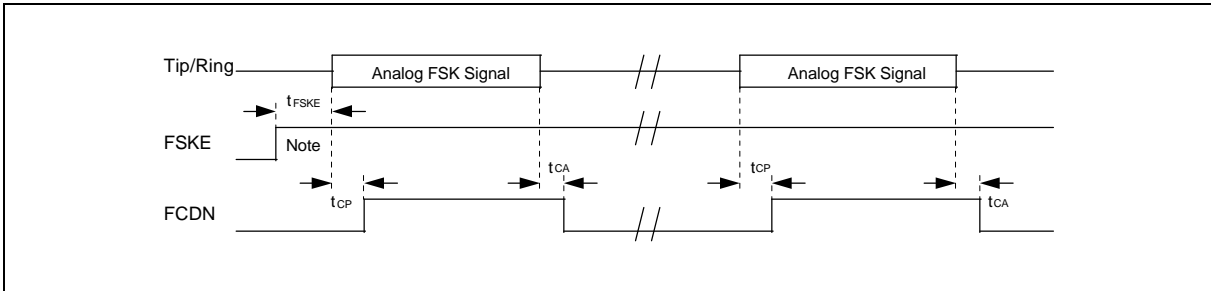 Tip/Ring
Analog FSK Signal
Analog FSK Signal
tFSKE
FSKE
Note
tCA
tCP
tCP
tCA
FCDN